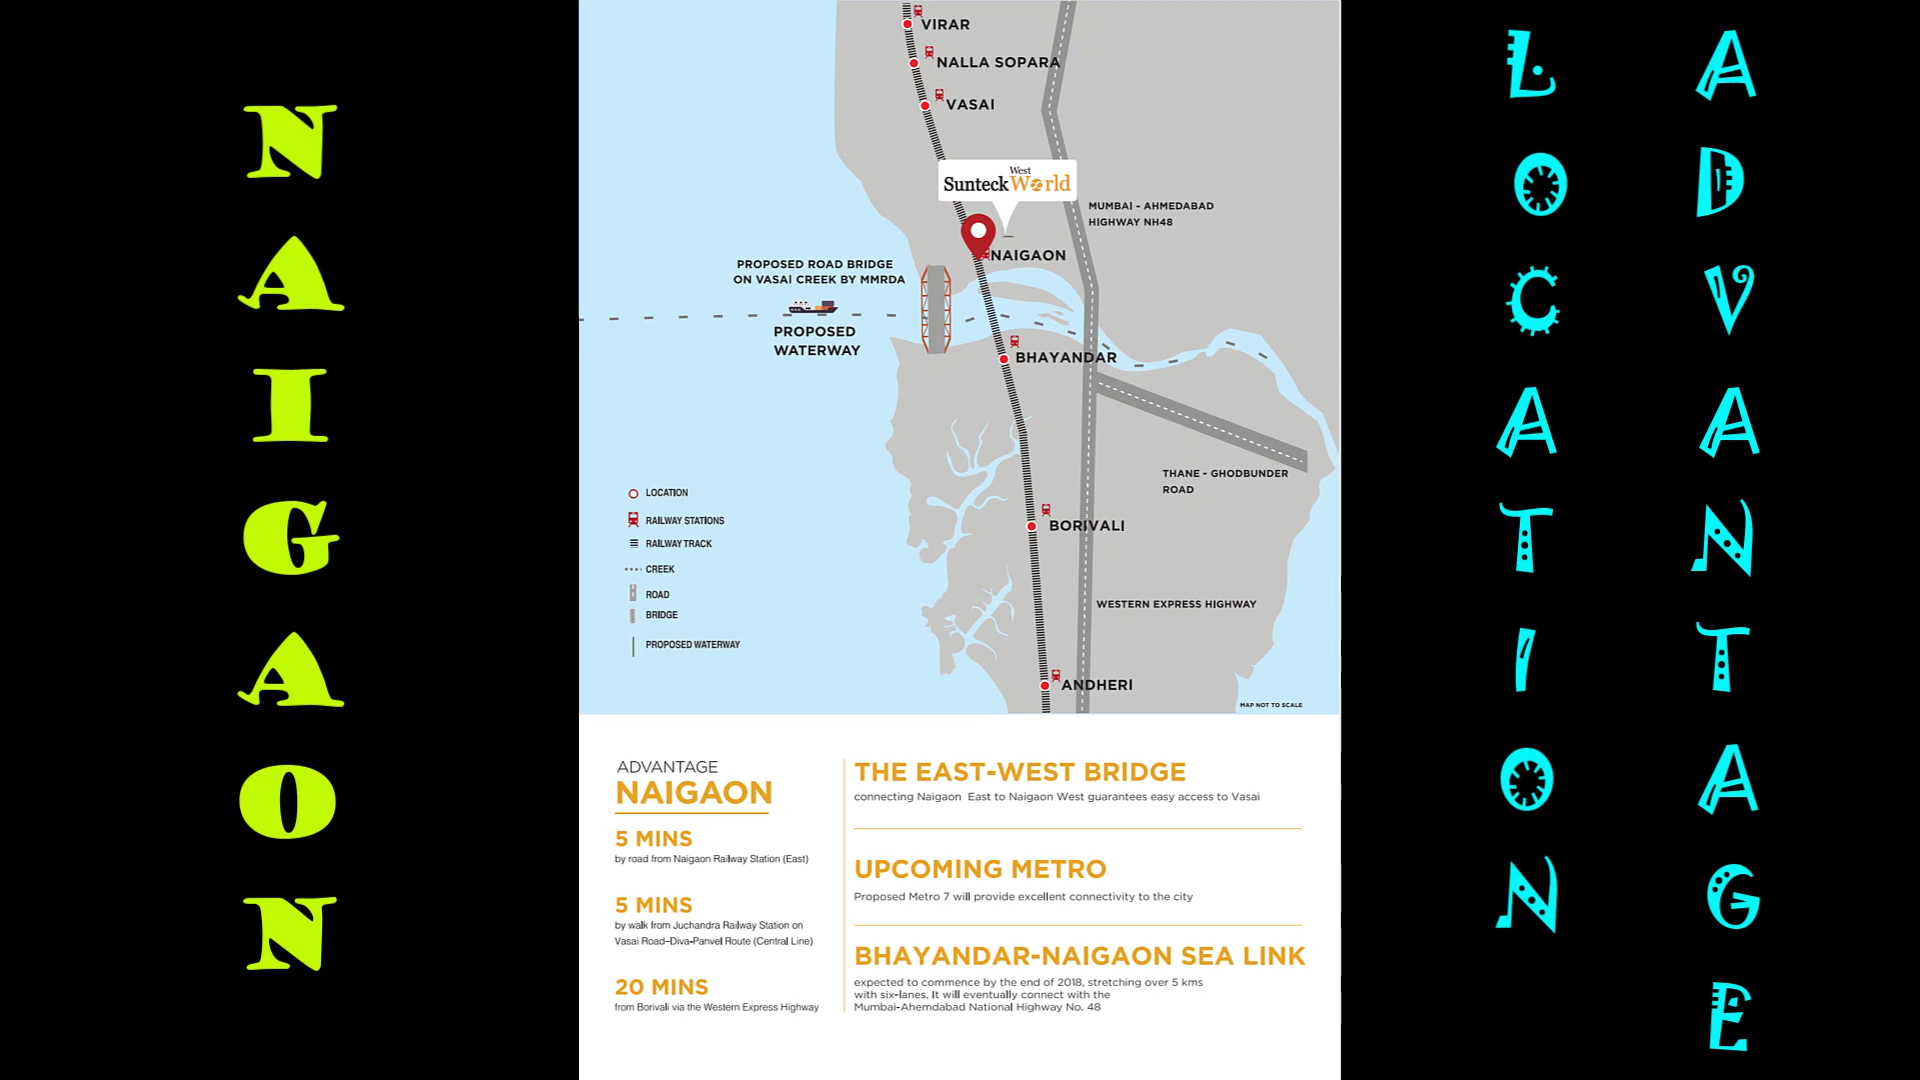 NAIGAON
VIRAR
NALLA SOPARA
VASAI
West
Sunteck World
MUMBAI - AHMEDABAD
HIGHWAY NH48
NAIGAON
PROPOSED ROAD BRIDGE
ON VASAI CREEK BY MMRDA
PROPOSED
WATERWAY
BHAYANDAR
THANE - GHODBUNDER
ROAD
LOCATION
RAILWAY STATIONS
RAILWAY TRACK
CREEK
ROAD
BRIDGE
PROPOSED WATERWAY
BORIVALI
WESTERN EXPRESS HIGHWAY
ANDHERI
MAP NOT TO SCALE
ADVANTAGE
NAIGAON
5 MINS
by road from Naigaon Railway Station (East)
5 MINS
by walk from Juchandra Railway Station on
Vasai Road–Diva-Panvel Route (Central Line)
20 MINS
from Borivali via the Western Express Highway
THE EAST-WEST BRIDGE
connecting Naigaon East to Naigaon West guarantees easy access to Vasai
UPCOMING METRO
Proposed Metro 7 will provide excellent connectivity to the city
BHAYANDAR-NAIGAON SEA LINK
expected to commence by the end of 2018, stretching over 5 kms
with six-lanes. It will eventually connect with the
Mumbai-Ahemdabad National Highway No. 48
LOCATION
ADVANTAGE